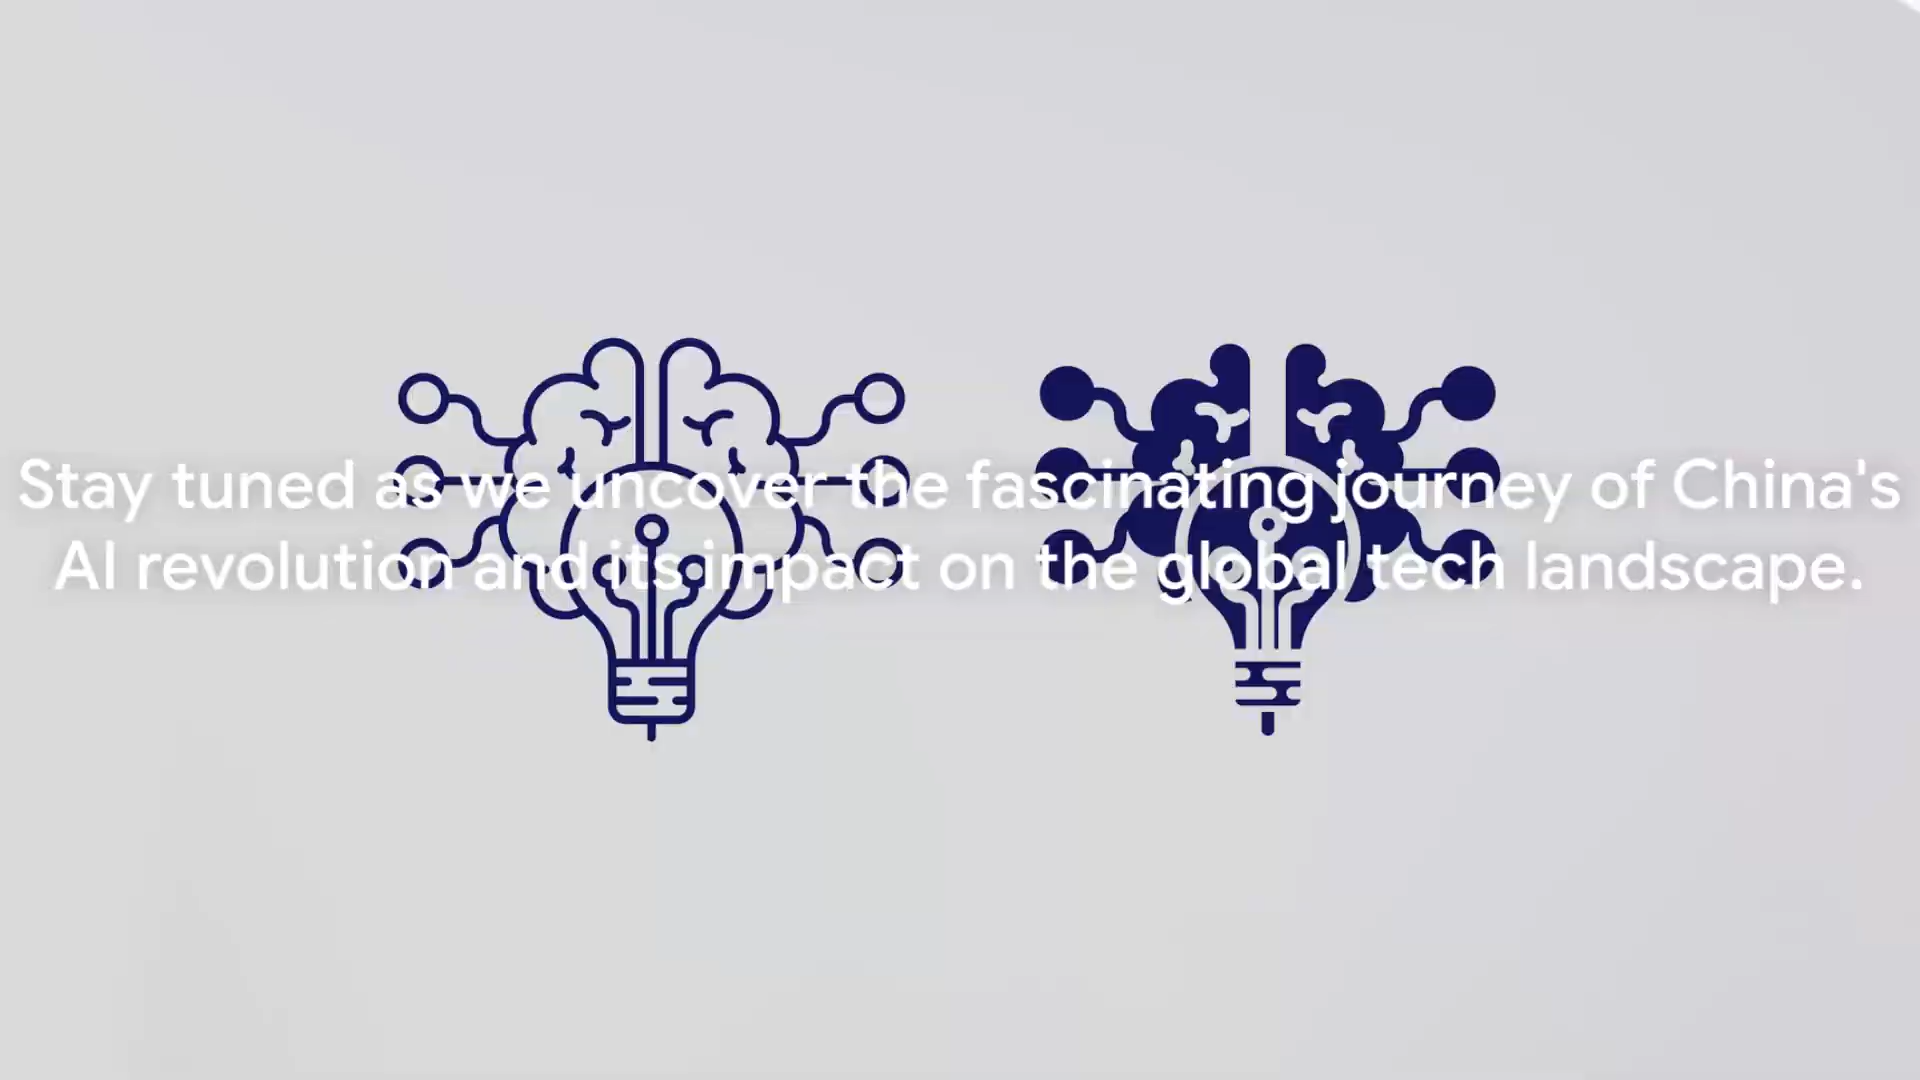 Stay tuned as we uncover the fascinating journey of China's
AI revolution and its impact on the global tech landscape.